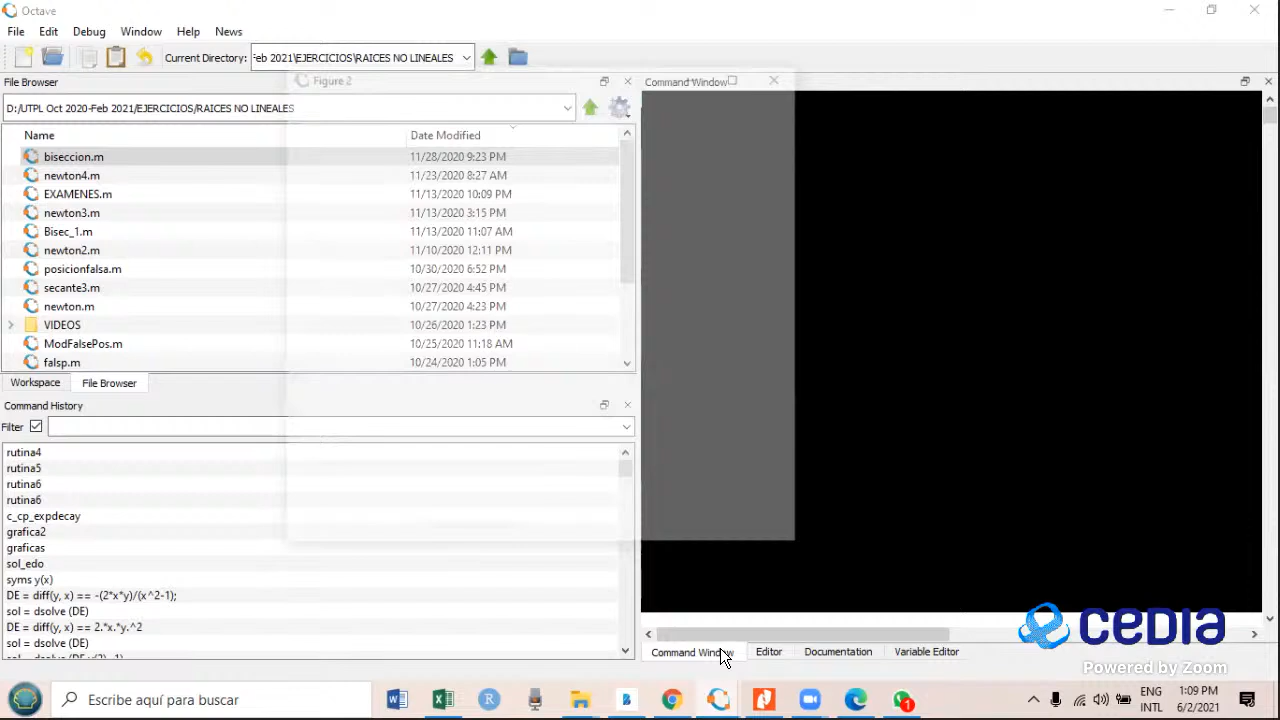 Octave
File Edit Debug Window Help News
Current Directory: Feb 2021\EJERCICIOS\RAICES NO LINEALES
File Browser
Figure 2
Command Window
D:/UTPL Oct 2020-Feb 2021/EJERCICIOS/RAICES NO LINEALES
Name Date Modified
biseccion.m 11/28/2020 9:23 PM
newton4.m 11/23/2020 8:27 AM
EXAMENES.m 11/13/2020 10:09 PM
newton3.m 11/13/2020 3:15 PM
Bisec_1.m 11/13/2020 11:07 AM
newton2.m 11/10/2020 12:11 PM
posicionfalsa.m 10/30/2020 6:52 PM
secante3.m 10/27/2020 4:45 PM
newton.m 10/27/2020 4:23 PM
VIDEOS 10/26/2020 1:23 PM
ModFalsePos.m 10/25/2020 11:18 AM
falsp.m 10/24/2020 1:05 PM
Workspace File Browser
Command History
Filter
rutina4
rutina5
rutina6
rutina6
c_cp_expdecay
grafica2
graficas
sol_edo
syms y(x)
DE = diff(y, x) == -(2*x*y)/(x^2-1);
sol = dsolve (DE)
DE = diff(y, x) == 2.*x.*y.^2
sol = dsolve (DE)
Command Window Editor Documentation Variable Editor
cedia
Powered by Zoom
Escribe aquí para buscar
ENG
INTL
1:09 PM
6/2/2021
1